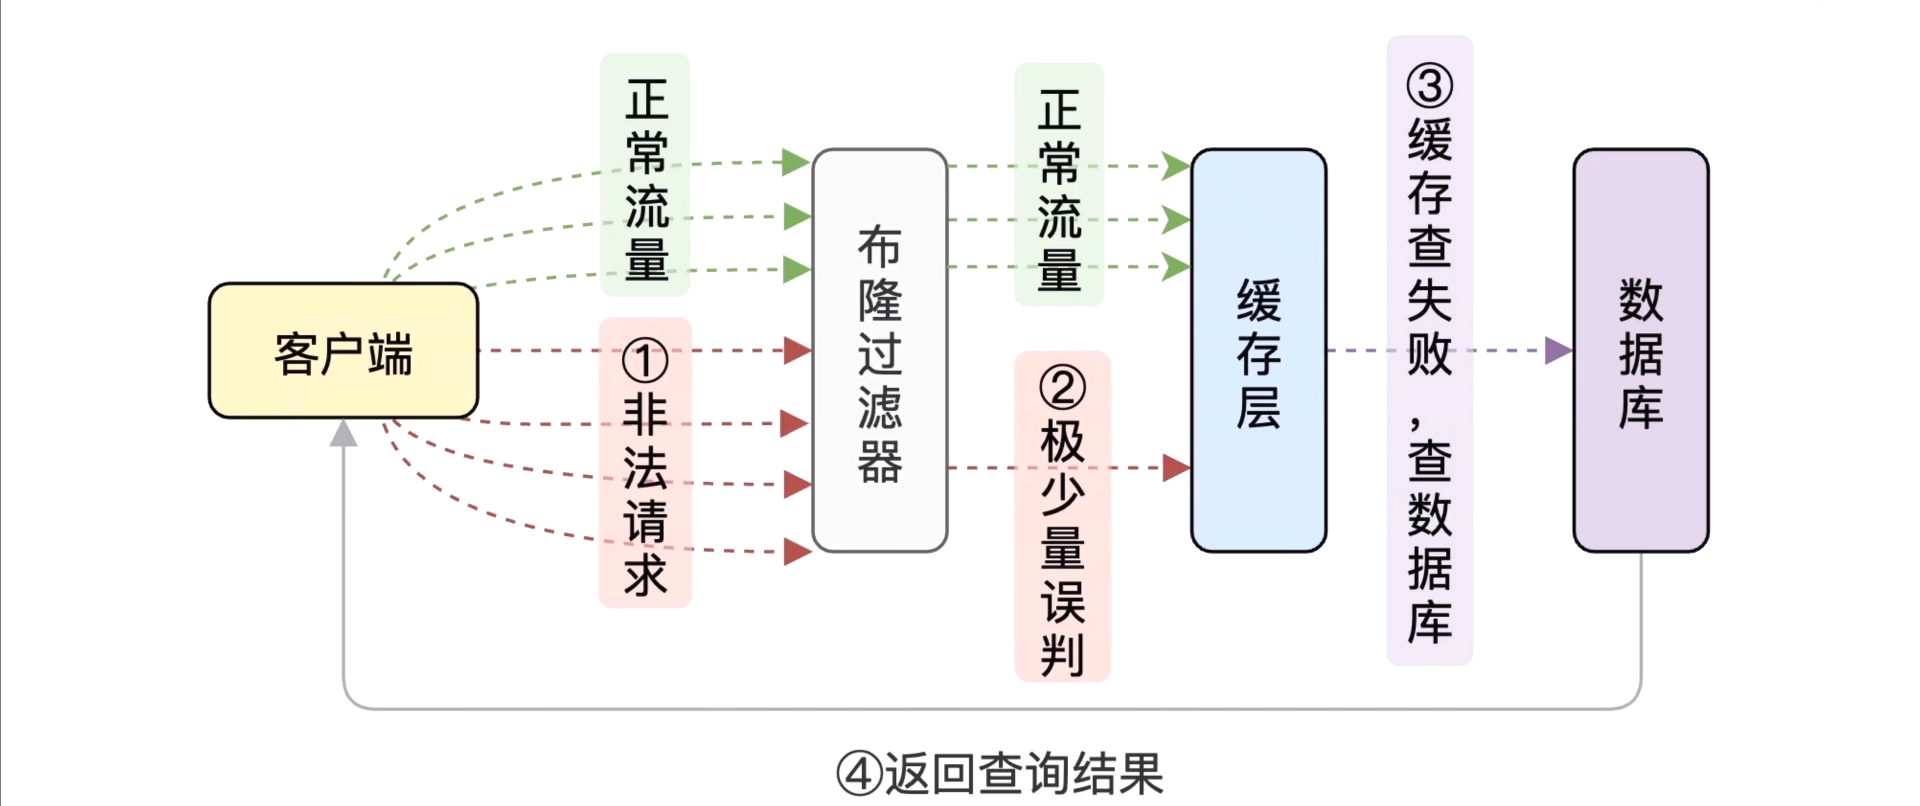 客户端
正常流量
①非法请求
布隆过滤器
正常流量
②极少量误判
缓存层
③缓存查失败，查数据库
数据库
④返回查询结果